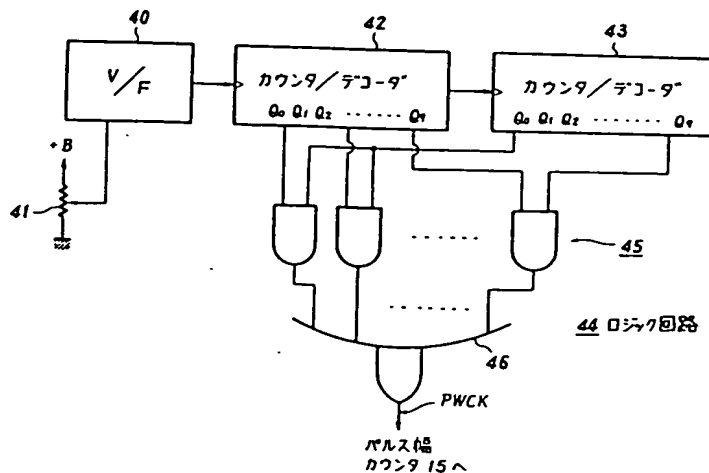 40
V/F
42
カウンタ/デコーダ
Q0 Q1 Q2 ······· Q9
43
カウンタ/デコーダ
Q0 Q1 Q2 ········ Q9
+B
41
45
44 ロジック回路
46
PWCK
パルス幅
カウンタ 15へ